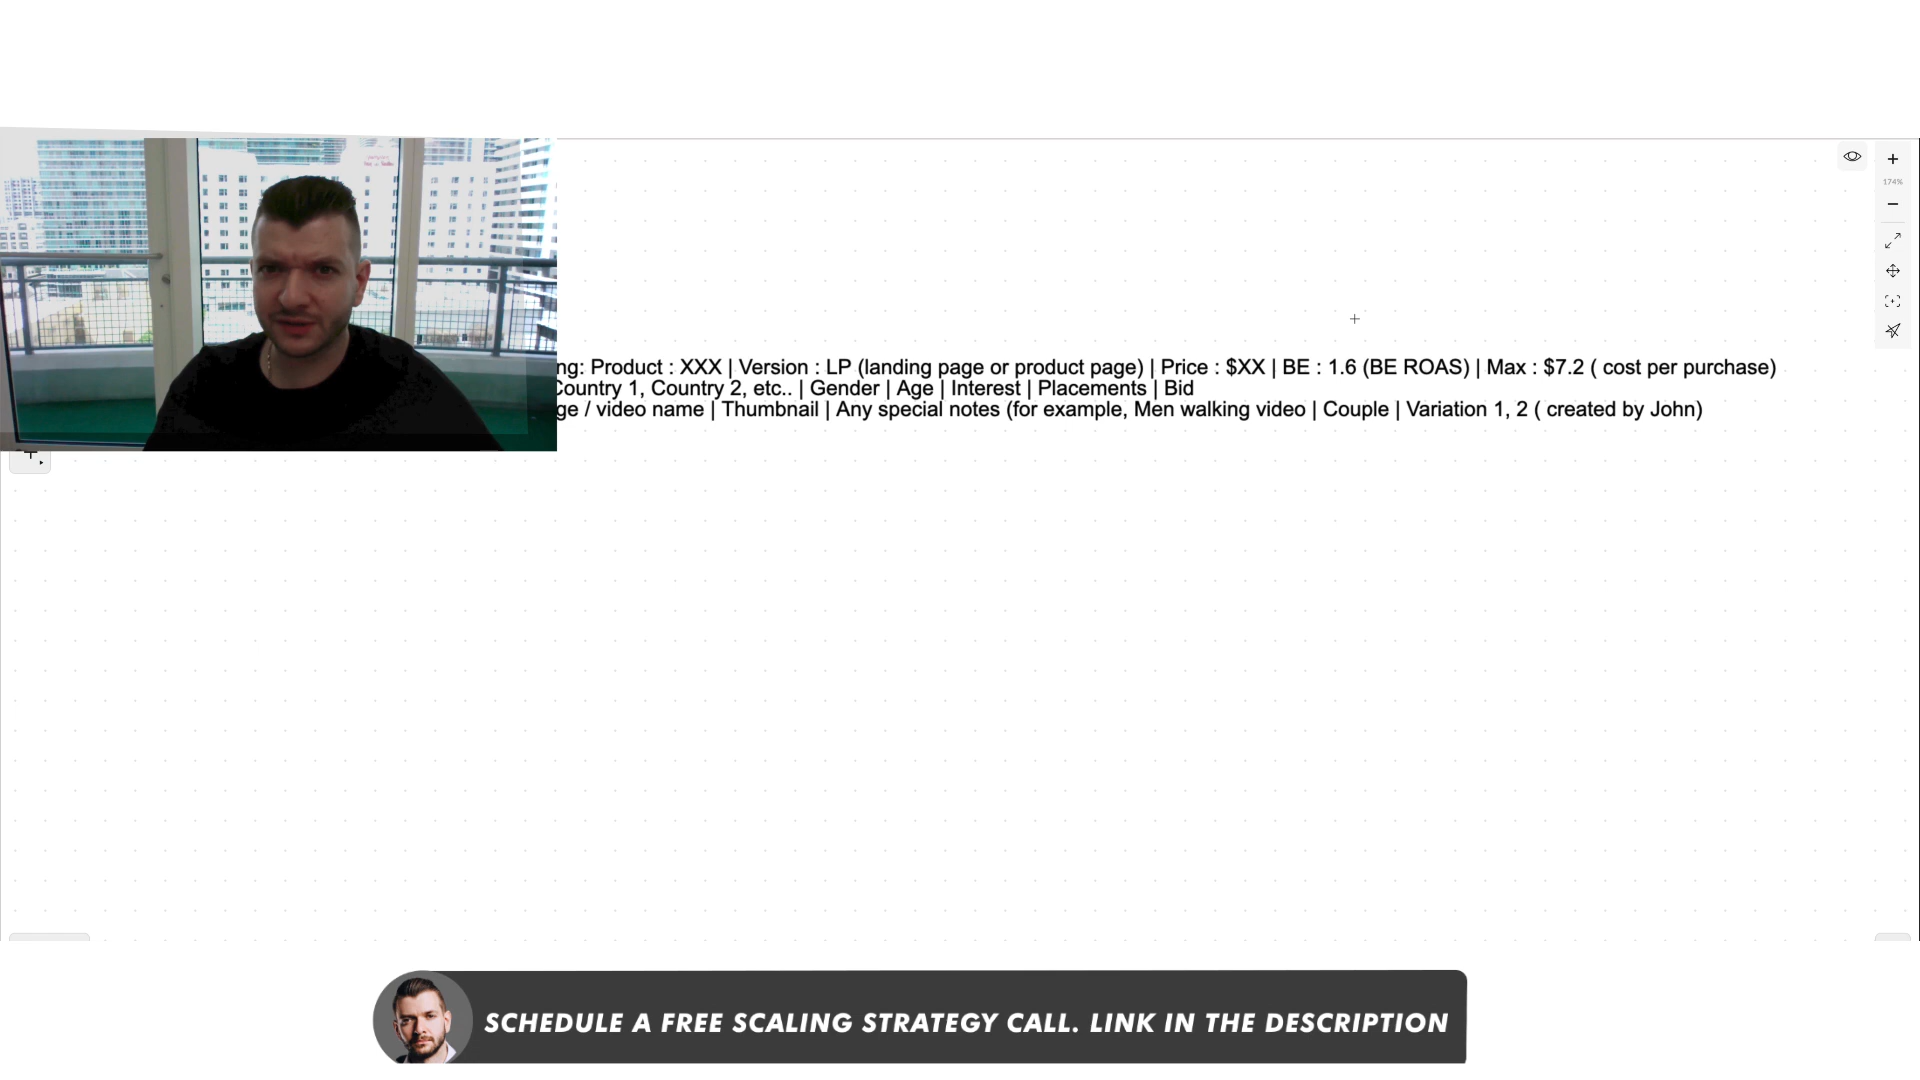 174%
ng: Product : XXX | Version : LP (landing page or product page) | Price : $XX | BE : 1.6 (BE ROAS) | Max : $7.2 ( cost per purchase)
Country 1, Country 2, etc.. | Gender | Age | Interest | Placements | Bid
ge / video name | Thumbnail | Any special notes (for example, Men walking video | Couple | Variation 1, 2 ( created by John)
SCHEDULE A FREE SCALING STRATEGY CALL. LINK IN THE DESCRIPTION